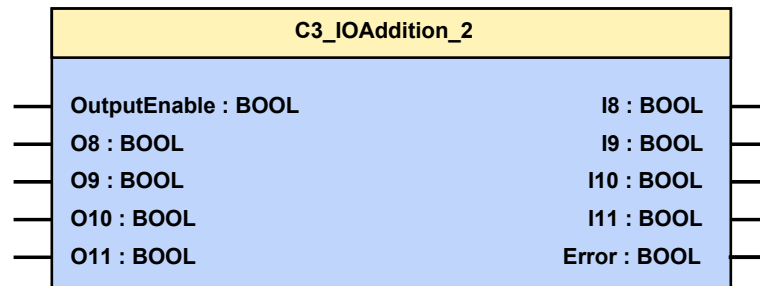 C3_IOAddition_2
OutputEnable : BOOL I8 : BOOL
O8 : BOOL I9 : BOOL
O9 : BOOL I10 : BOOL
O10 : BOOL I11 : BOOL
O11 : BOOL Error : BOOL